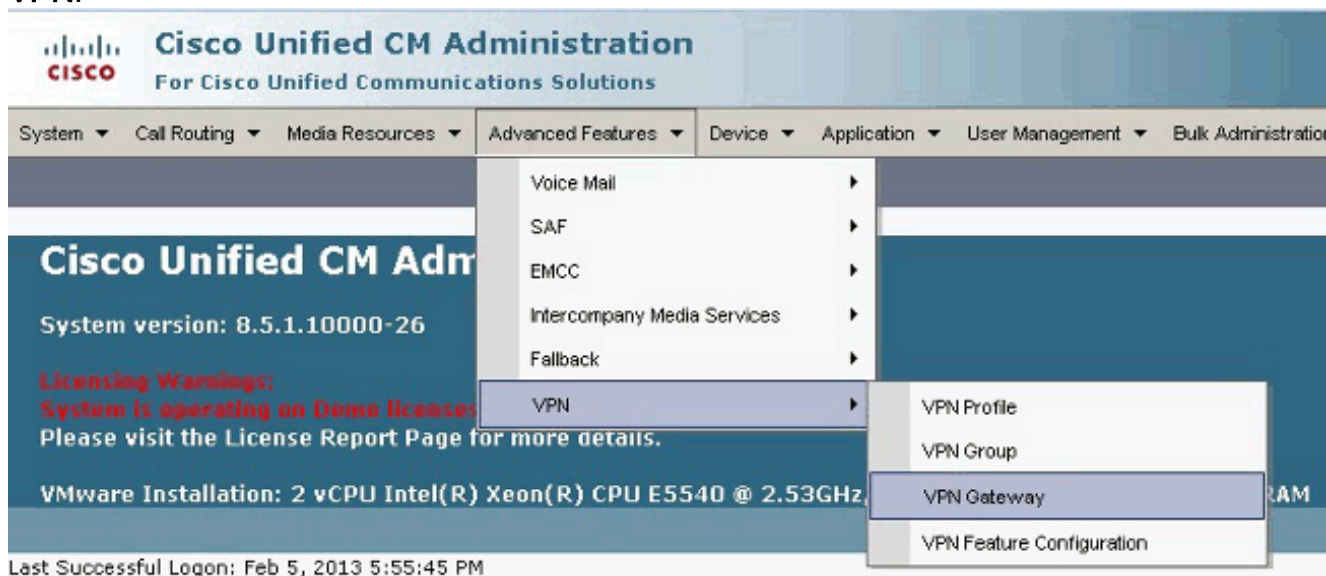 VPN.
Cisco Unified CM Administration
CISCO
For Cisco Unified Communications Solutions
System Call Routing Media Resources Advanced Features Device Application User Management Bulk Administration
Voice Mail
SAF
Cisco Unified CM Adm
EMCC
Intercompany Media Services
System version: 8.5.1.10000-26
Fallback
Licensing Warnings:
VPN
System is operating on Demo licenses
VPN Profile
Please visit the License Report Page for more details.
VPN Group
VMware Installation: 2 vCPU Intel(R) Xeon(R) CPU E5540 @ 2.53GHz,
VPN Gateway
RAM
VPN Feature Configuration
Last Successful Logon: Feb 5, 2013 5:55:45 PM